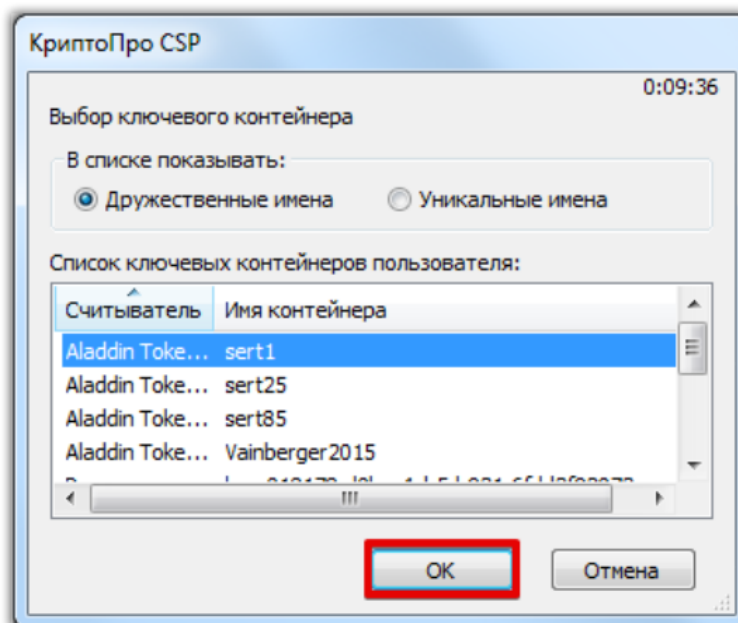 КриптоПро CSP
0:09:36
Выбор ключевого контейнера
В списке показывать:
Дружественные имена Уникальные имена
Список ключевых контейнеров пользователя:
Считыватель Имя контейнера
Aladdin Toke... sert1
Aladdin Toke... sert25
Aladdin Toke... sert85
Aladdin Toke... Vainberger2015
OK Отмена